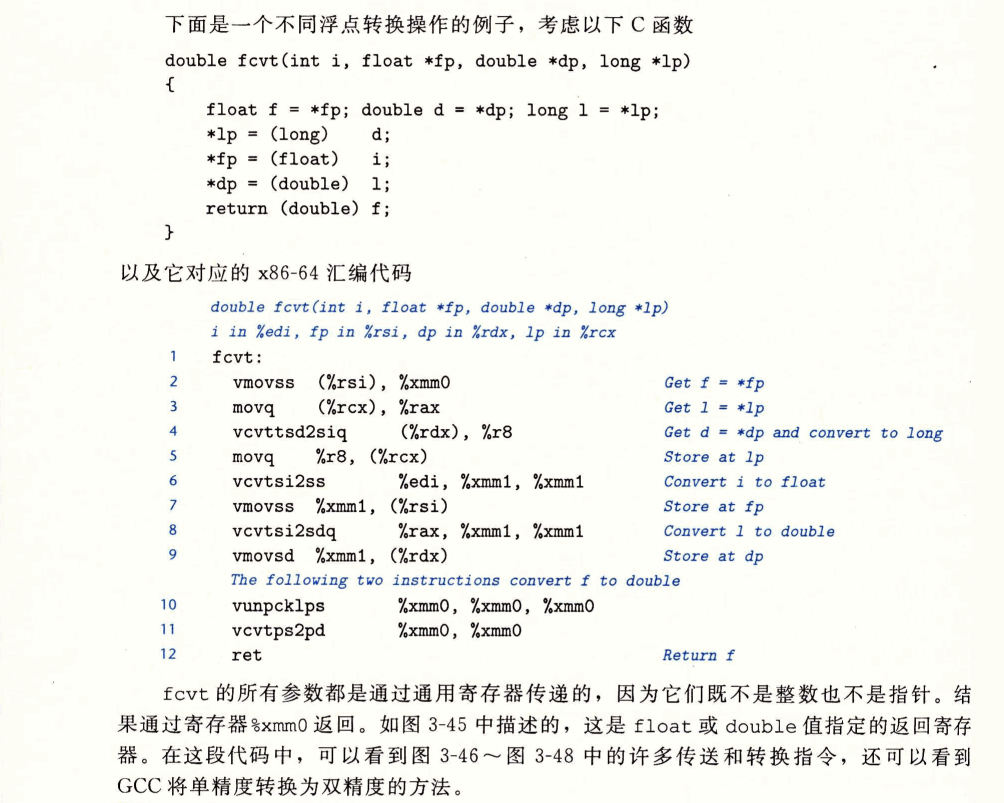 下面是一个不同浮点转换操作的例子，考虑以下 C 函数
double fcvt(int i, float *fp, double *dp, long *lp)
{
    float f = *fp; double d = *dp; long l = *lp;
    *lp = (long)    d;
    *fp = (float)   i;
    *dp = (double)  l;
    return (double) f;
}
以及它对应的 x86-64 汇编代码
double fcvt(int i, float *fp, double *dp, long *lp)
i in %edi, fp in %rsi, dp in %rdx, lp in %rcx
1 fcvt:
2 vmovss (%rsi), %xmm0 Get f = *fp
3 movq (%rcx), %rax Get l = *lp
4 vcvttsd2siq (%rdx), %r8 Get d = *dp and convert to long
5 movq %r8, (%rcx) Store at lp
6 vcvtsi2ss %edi, %xmm1, %xmm1 Convert i to float
7 vmovss %xmm1, (%rsi) Store at fp
8 vcvtsi2sdq %rax, %xmm1, %xmm1 Convert l to double
9 vmovsd %xmm1, (%rdx) Store at dp
The following two instructions convert f to double
10 vunpcklps %xmm0, %xmm0, %xmm0
11 vcvtps2pd %xmm0, %xmm0
12 ret Return f
fcvt 的所有参数都是通过通用寄存器传递的，因为它们既不是整数也不是指针。结
果通过寄存器%xmm0 返回。如图 3-45 中描述的，这是 float 或 double 值指定的返回寄存
器。在这段代码中，可以看到图 3-46～图 3-48 中的许多传送和转换指令，还可以看到
GCC 将单精度转换为双精度的方法。